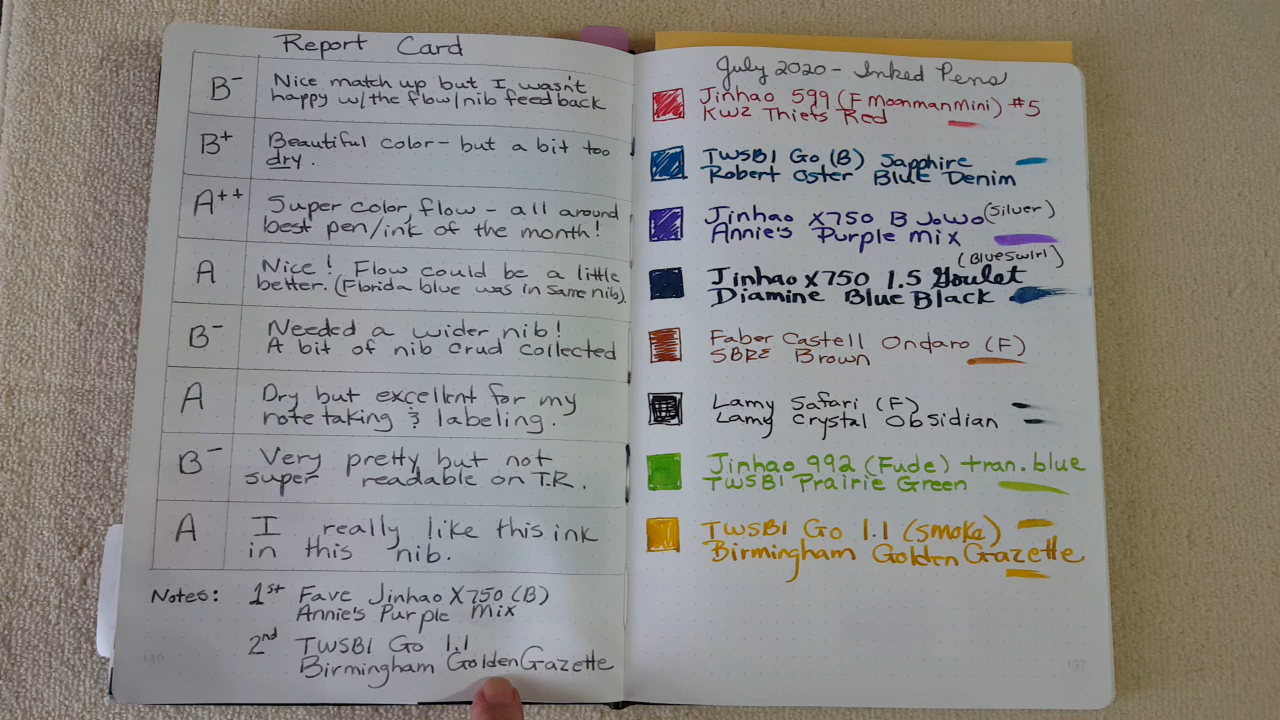 Report Card
B-
Nice match up but I wasn't
happy w/the flow/nib feedback
B+
Beautiful color - but a bit too
dry.
A++
Super color, flow - all around
best pen/ink of the month!
A
Nice! Flow could be a little
better. (Florida blue was in same nib).
B-
Needed a wider nib!
A bit of nib crud collected
A
Dry but excellent for my
note taking & labeling.
B-
Very pretty but not
super readable on T.R.
A
I really like this ink
in this nib.
Notes: 1st Fave Jinhao X750 (B)
Annie's Purple Mix
2nd TWSBI Go 1.1
Birmingham Golden Gazette
136
July 2020 - Inked Pens
Jinhao 599 (F Moonman Mini) #5
KWZ Thiefs Red
TWSBI Go (B) Sapphire
Robert Oster Blue Denim
Jinhao X750 B Jowo (Silver)
Annie's Purple Mix
(Blue Swirl)
Jinhao X750 1.5 Goulet
Diamine Blue Black
Faber Castell Ondoro (F)
SBRE Brown
Lamy Safari (F)
Lamy Crystal Obsidian
Jinhao 992 (Fude) tran. blue
TWSBI Prairie Green
TWSBI Go 1.1 (smoke)
Birmingham Golden Gazette
137